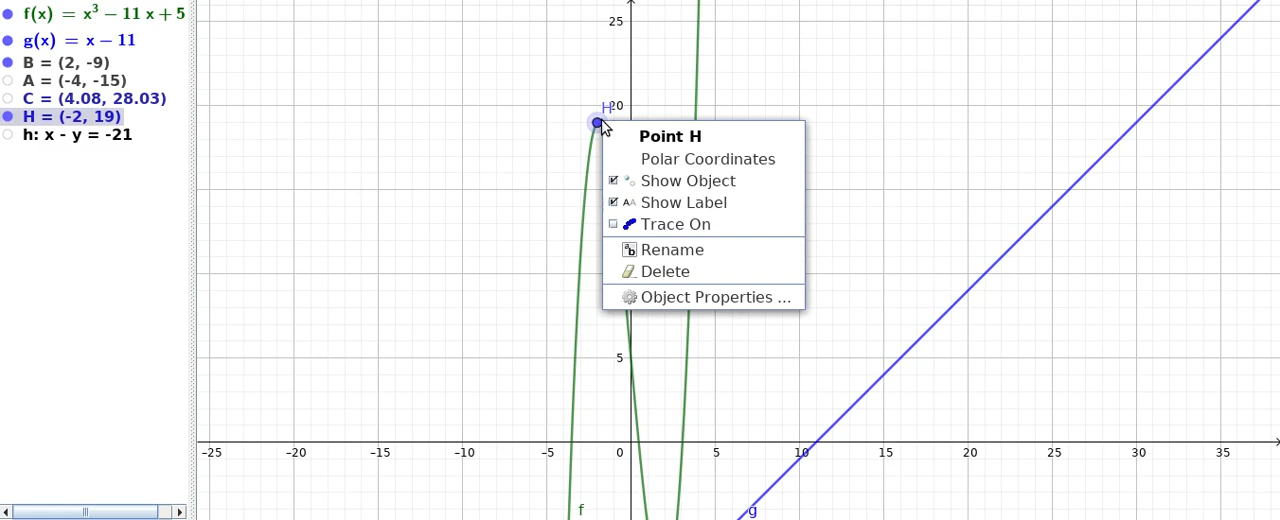 f(x) = x³ − 11 x + 5
g(x) = x − 11
B = (2, -9)
A = (-4, -15)
C = (4.08, 28.03)
H = (-2, 19)
h: x - y = -21
25
H
20
Point H
Polar Coordinates
Show Object
AA Show Label
Trace On
ab Rename
Delete
Object Properties ...
5
–25
–20
–15
–10
–5
0
5
10
15
20
25
30
35
f
g